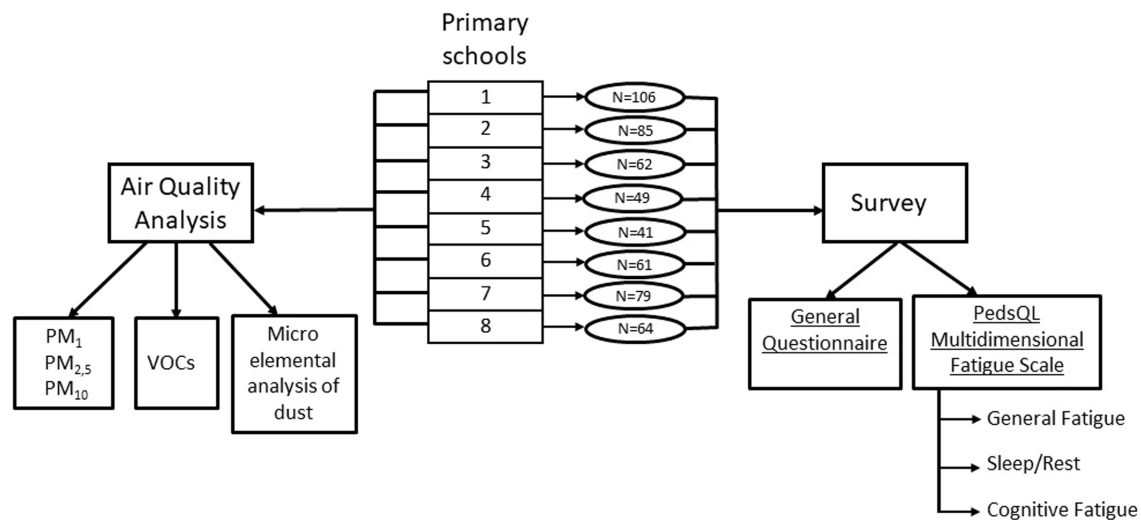 Primary
schools
1
N=106
2
N=85
3
N=62
4
N=49
5
N=41
6
N=61
7
N=79
8
N=64
Air Quality
Analysis
PM1
PM2,5
PM10
VOCs
Micro
elemental
analysis of
dust
Survey
General
Questionnaire
PedsQL
Multidimensional
Fatigue Scale
General Fatigue
Sleep/Rest
Cognitive Fatigue